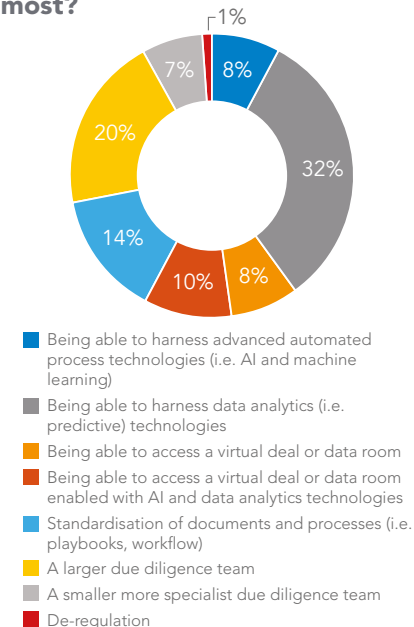 most?
1%
7%
8%
20%
32%
14%
10%
8%
Being able to harness advanced automated
process technologies (i.e. AI and machine
learning)
Being able to harness data analytics (i.e.
predictive) technologies
Being able to access a virtual deal or data room
Being able to access a virtual deal or data room
enabled with AI and data analytics technologies
Standardisation of documents and processes (i.e.
playbooks, workflow)
A larger due diligence team
A smaller more specialist due diligence team
De-regulation